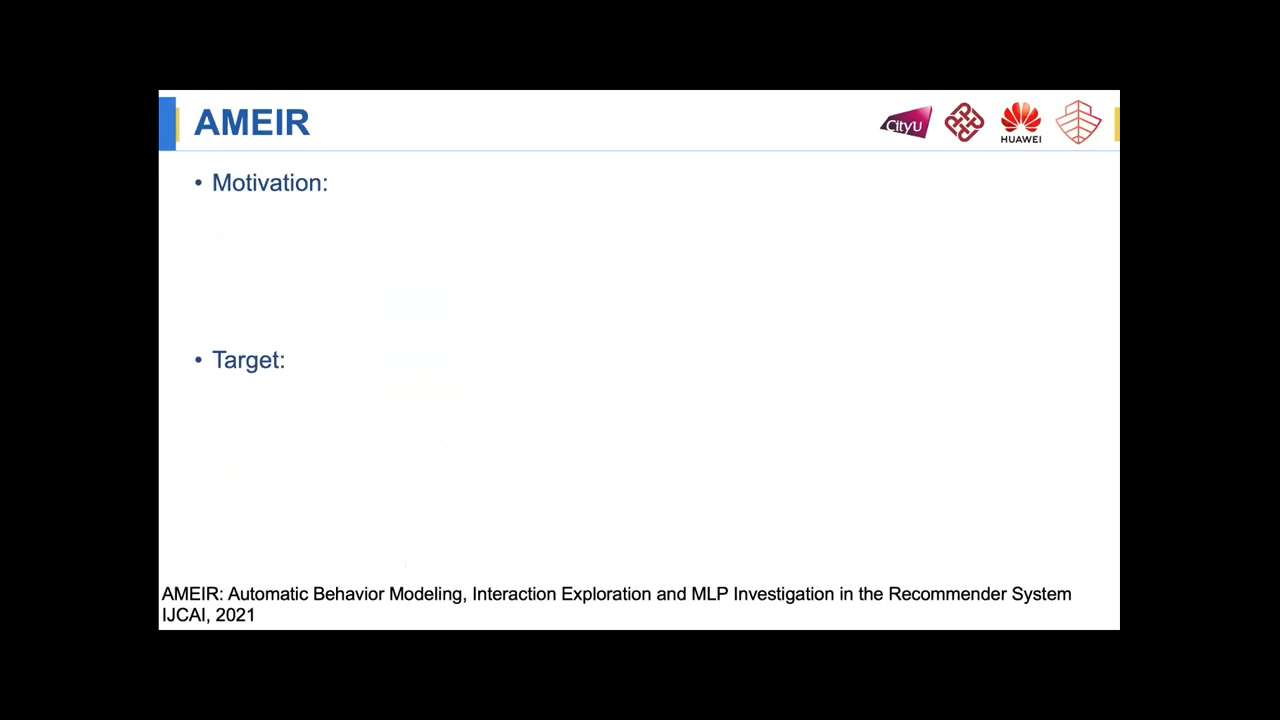 AMEIR
CityU
HUAWEI
• Motivation:
• Target:
AMEIR: Automatic Behavior Modeling, Interaction Exploration and MLP Investigation in the Recommender System
IJCAI, 2021